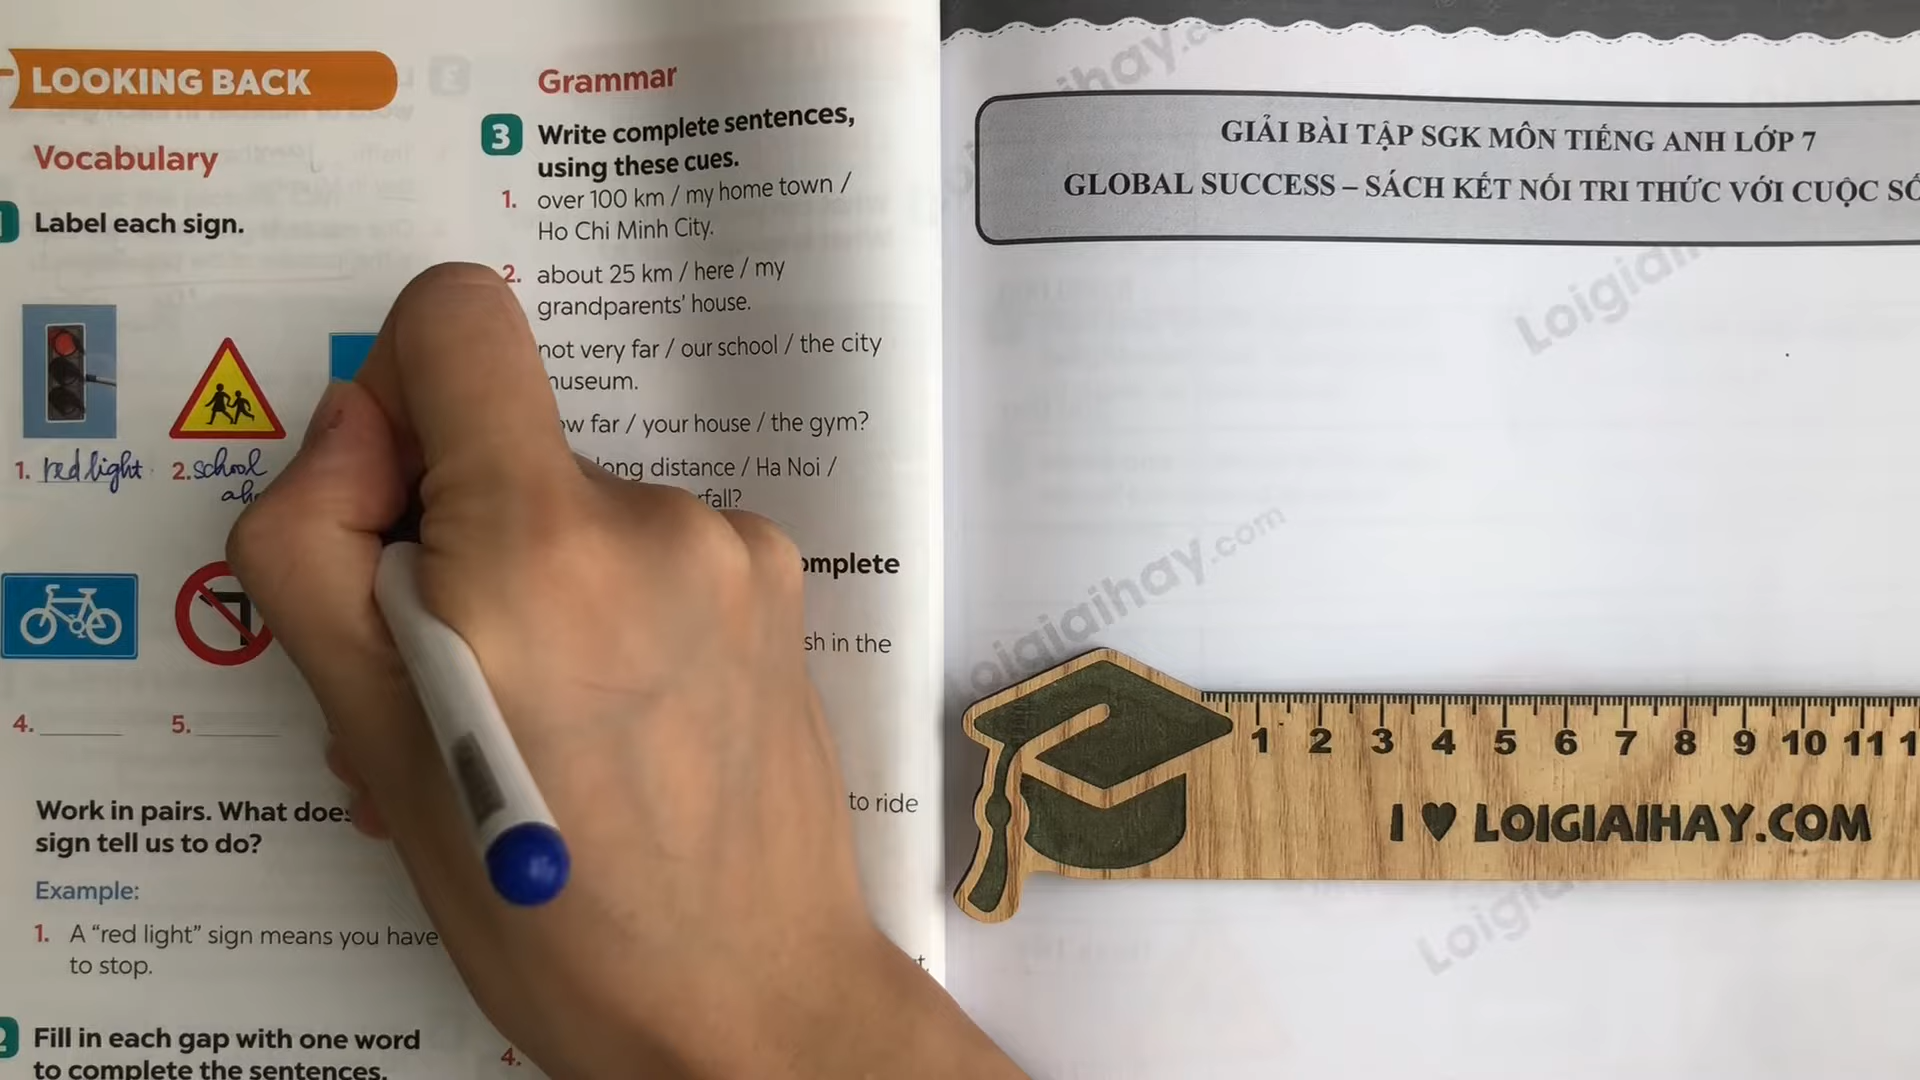 LOOKING BACK
Vocabulary
Label each sign.
1. red light
2. school
4.
5.
Work in pairs. What does
sign tell us to do?
Example:
1. A “red light” sign means you have
to stop.
Fill in each gap with one word
to complete the sentences.
Grammar
3 Write complete sentences,
using these cues.
1. over 100 km / my home town /
Ho Chi Minh City.
2. about 25 km / here / my
grandparents' house.
not very far / our school / the city
museum.
far / your house / the gym?
long distance / Ha Noi /
omplete
in the
to ride
4.
GIẢI BÀI TẬP SGK MÔN TIẾNG ANH LỚP 7
GLOBAL SUCCESS – SÁCH KẾT NỐI TRI THỨC VỚI CUỘC SỐ
Loigiaihay.com
1 2 3 4 5 6 7 8 9 10 11 1
I ♥ LOIGIAIHAY.COM